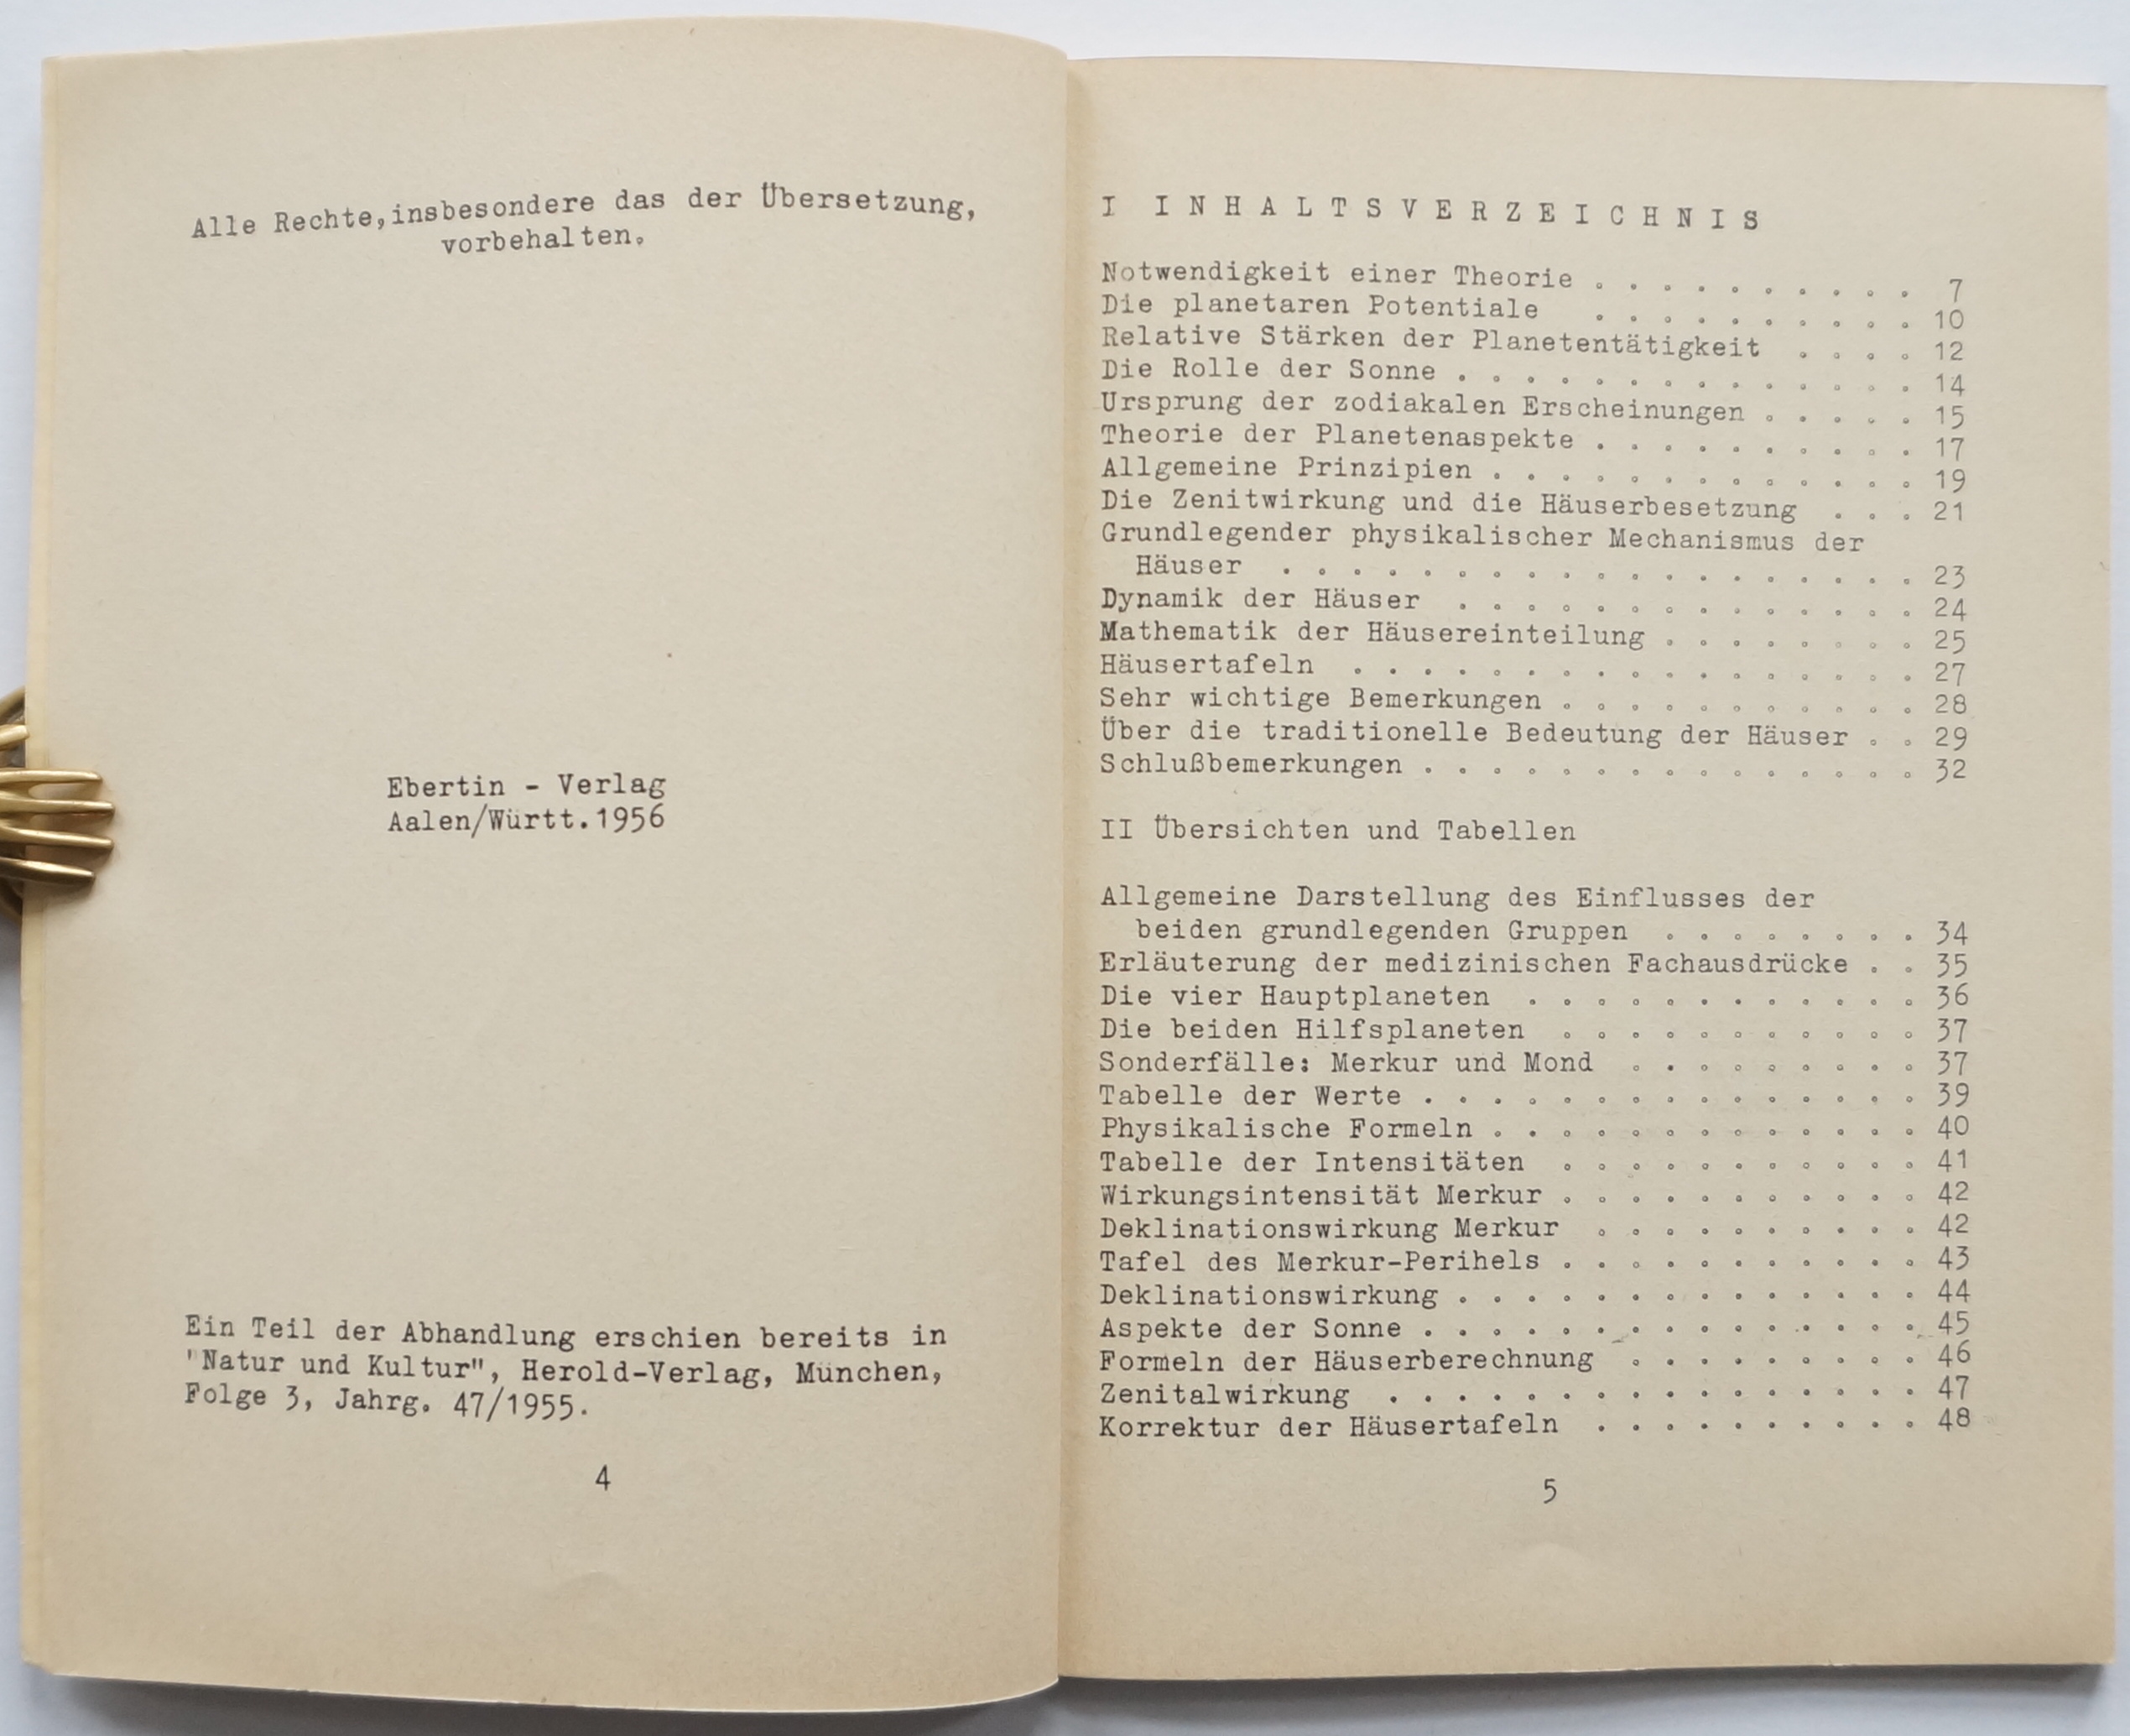 Alle Rechte,insbesondere das der Übersetzung,
vorbehalten.
Ebertin - Verlag
Aalen/Württ.1956
Ein Teil der Abhandlung erschien bereits in
"Natur und Kultur", Herold-Verlag, München,
Folge 3, Jahrg. 47/1955.
4
I INHALTSVERZEICHNIS
Notwendigkeit einer Theorie . . . . . . . . . . 7
Die planetaren Potentiale . . . . . . . . . . 10
Relative Stärken der Planetentätigkeit . . . . 12
Die Rolle der Sonne . . . . . . . . . . . . . . 14
Ursprung der zodiakalen Erscheinungen . . . . . 15
Theorie der Planetenaspekte . . . . . . . . . . 17
Allgemeine Prinzipien . . . . . . . . . . . . . 19
Die Zenitwirkung und die Häuserbesetzung . . . 21
Grundlegender physikalischer Mechanismus der
Häuser . . . . . . . . . . . . . . . . . . . 23
Dynamik der Häuser . . . . . . . . . . . . . . 24
Mathematik der Häusereinteilung . . . . . . . . 25
Häusertafeln . . . . . . . . . . . . . . . . . 27
Sehr wichtige Bemerkungen . . . . . . . . . . . 28
Über die traditionelle Bedeutung der Häuser . . 29
Schlußbemerkungen . . . . . . . . . . . . . . . 32
II Übersichten und Tabellen
Allgemeine Darstellung des Einflusses der
beiden grundlegenden Gruppen . . . . . . . . 34
Erläuterung der medizinischen Fachausdrücke . . 35
Die vier Hauptplaneten . . . . . . . . . . . . 36
Die beiden Hilfsplaneten . . . . . . . . . . . 37
Sonderfälle: Merkur und Mond . . . . . . . . . 37
Tabelle der Werte . . . . . . . . . . . . . . . 39
Physikalische Formeln . . . . . . . . . . . . . 40
Tabelle der Intensitäten . . . . . . . . . . . 41
Wirkungsintensität Merkur . . . . . . . . . . . 42
Deklinationswirkung Merkur . . . . . . . . . . 42
Tafel des Merkur-Perihels . . . . . . . . . . . 43
Deklinationswirkung . . . . . . . . . . . . . . 44
Aspekte der Sonne . . . . . . . . . . . . . . . 45
Formeln der Häuserberechnung . . . . . . . . . 46
Zenitalwirkung . . . . . . . . . . . . . . . . 47
Korrektur der Häusertafeln . . . . . . . . . . 48
5